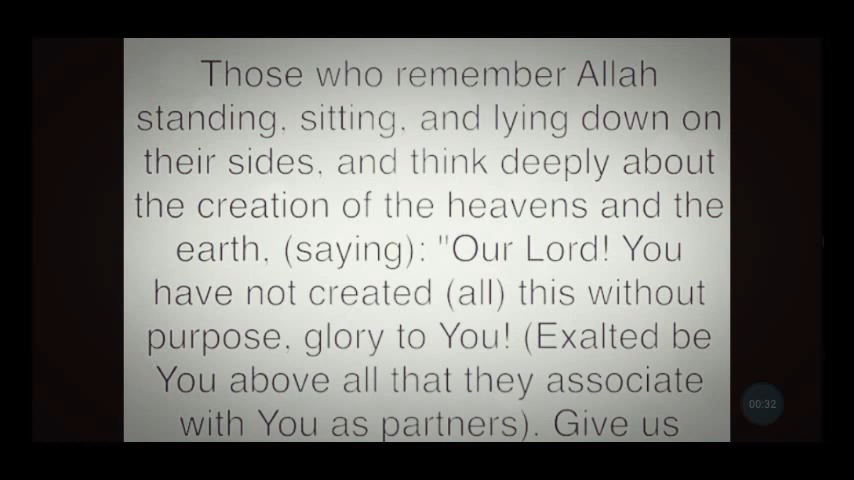 Those who remember Allah
standing, sitting, and lying down on
their sides, and think deeply about
the creation of the heavens and the
earth, (saying): "Our Lord! You
have not created (all) this without
purpose, glory to You! (Exalted be
You above all that they associate
with You as partners). Give us
00:32